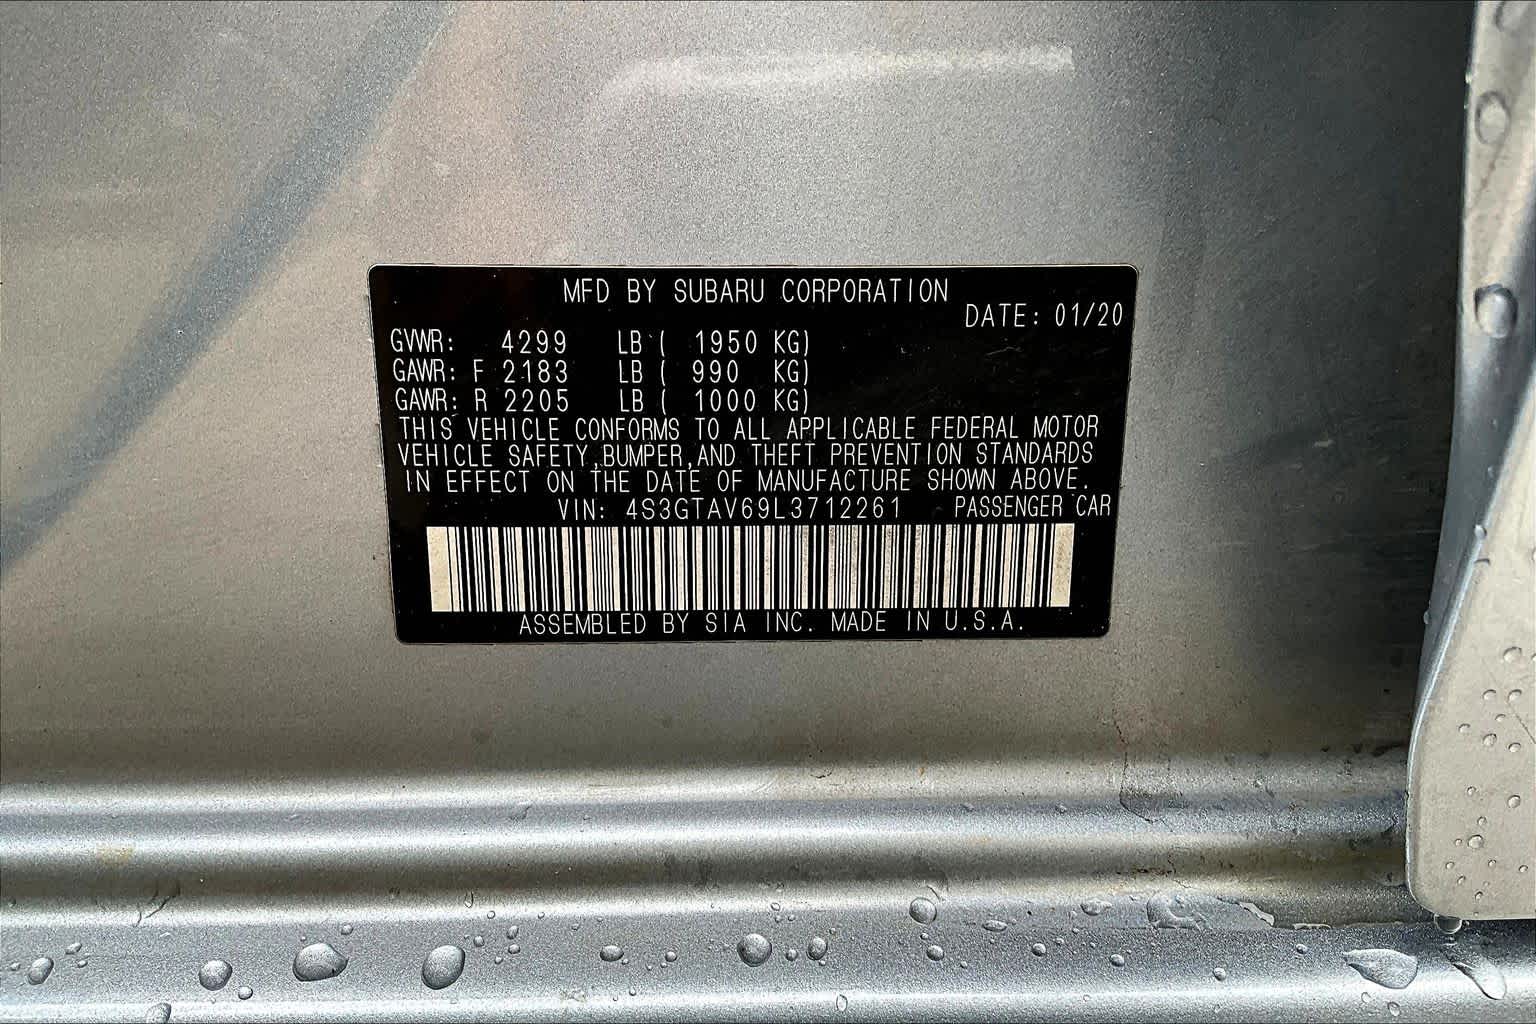 MFD BY SUBARU CORPORATION
DATE: 01/20
GVWR: 4299 LB ( 1950 KG)
GAWR: F 2183 LB ( 990 KG)
GAWR: R 2205 LB ( 1000 KG)
THIS VEHICLE CONFORMS TO ALL APPLICABLE FEDERAL MOTOR
VEHICLE SAFETY,BUMPER,AND THEFT PREVENTION STANDARDS
IN EFFECT ON THE DATE OF MANUFACTURE SHOWN ABOVE.
VIN: 4S3GTAV69L3712261 PASSENGER CAR
ASSEMBLED BY SIA INC. MADE IN U.S.A.